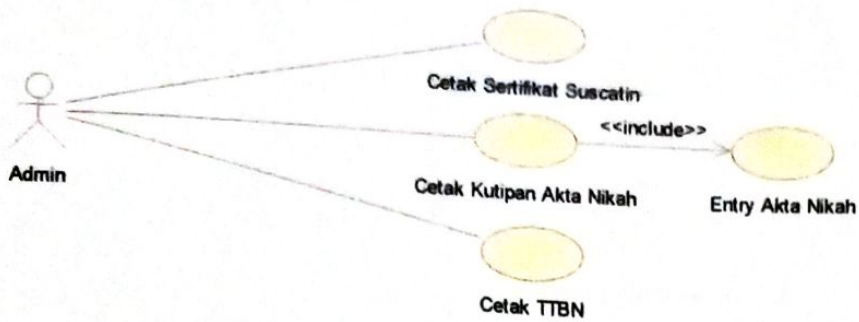 Cetak Sertifikat Suscatin
<<include>>
Admin
Cetak Kutipan Akta Nikah
Entry Akta Nikah
Cetak TTBN